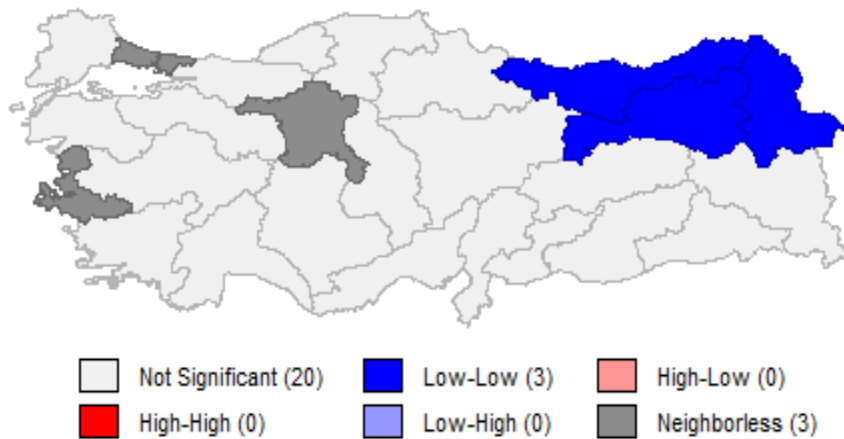 Not Significant (20) Low-Low (3) High-Low (0)
High-High (0) Low-High (0) Neighborless (3)